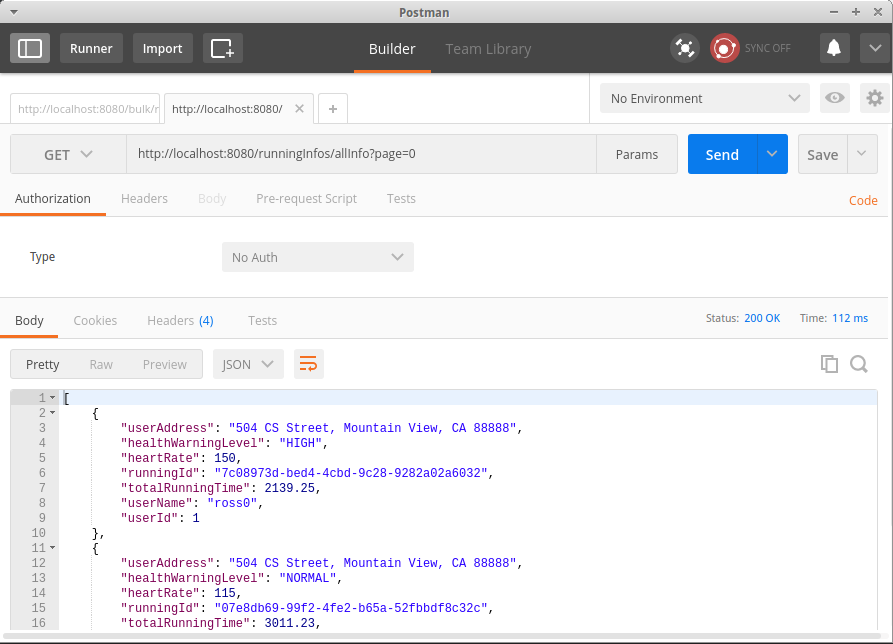 Postman
Runner
Import
Builder
Team Library
SYNC OFF
http://localhost:8080/bulk/r
http://localhost:8080/
No Environment
GET
http://localhost:8080/runningInfos/allInfo?page=0
Params
Send
Save
Authorization
Headers
Body
Pre-request Script
Tests
Code
Type
No Auth
Body
Cookies
Headers (4)
Tests
Status: 200 OK
Time: 112 ms
Pretty
Raw
Preview
JSON
1 [
2 {
3 "userAddress": "504 CS Street, Mountain View, CA 88888",
4 "healthWarningLevel": "HIGH",
5 "heartRate": 150,
6 "runningId": "7c08973d-bed4-4cbd-9c28-9282a02a6032",
7 "totalRunningTime": 2139.25,
8 "userName": "ross0",
9 "userId": 1
10 },
11 {
12 "userAddress": "504 CS Street, Mountain View, CA 88888",
13 "healthWarningLevel": "NORMAL",
14 "heartRate": 115,
15 "runningId": "07e8db69-99f2-4fe2-b65a-52fbbdf8c32c",
16 "totalRunningTime": 3011.23,